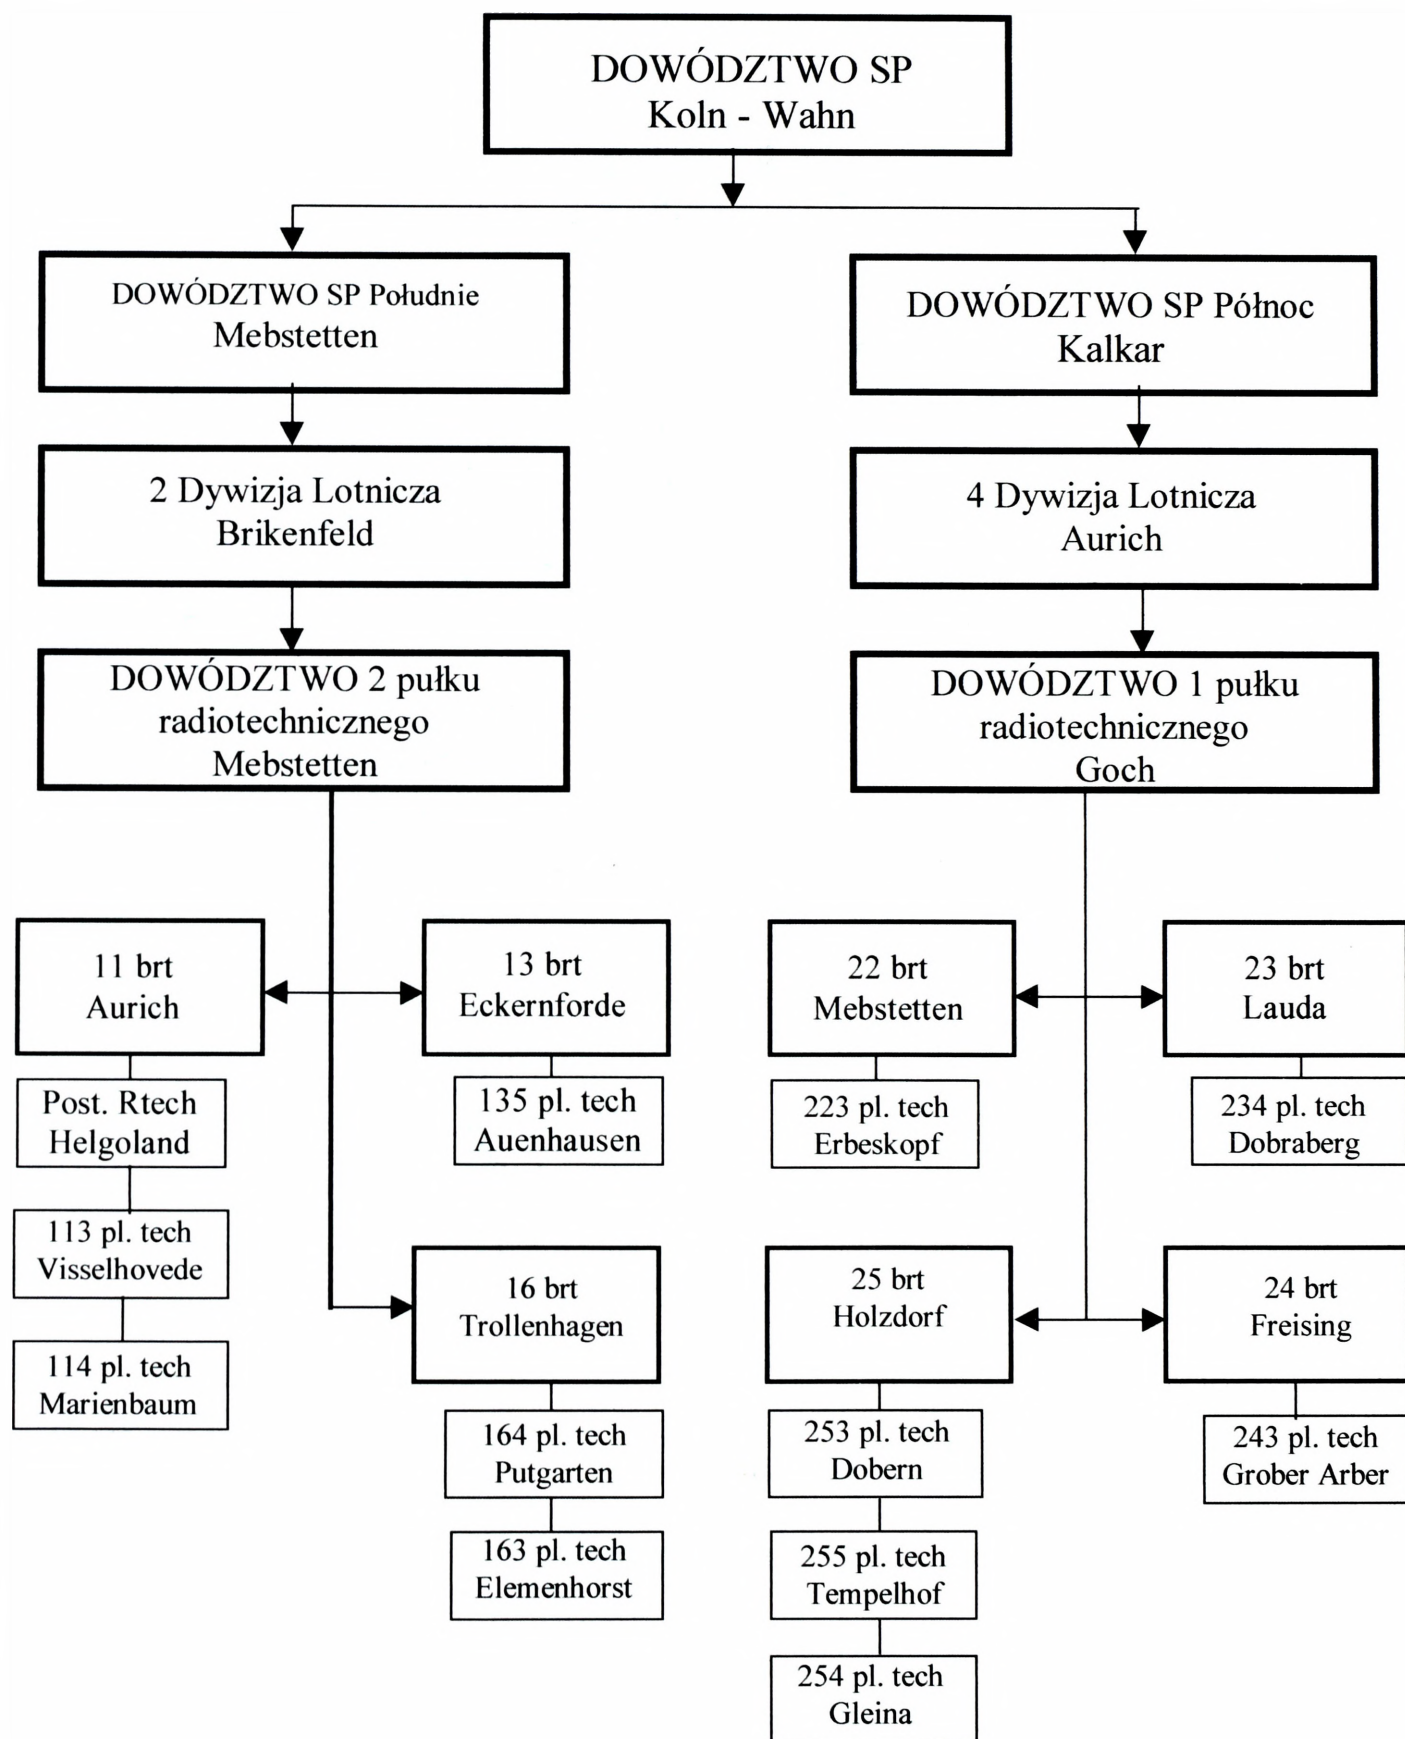 DOWÓDZTWO SP
Koln - Wahn
DOWÓDZTWO SP Południe
Mebstetten
DOWÓDZTWO SP Północ
Kalkar
2 Dywizja Lotnicza
Brikenfeld
4 Dywizja Lotnicza
Aurich
DOWÓDZTWO 2 pułku
radiotechnicznego
Mebstetten
DOWÓDZTWO 1 pułku
radiotechnicznego
Goch
11 brt
Aurich
13 brt
Eckernforde
22 brt
Mebstetten
23 brt
Lauda
Post. Rtech
Helgoland
135 pl. tech
Auenhausen
223 pl. tech
Erbeskopf
234 pl. tech
Dobraberg
113 pl. tech
Visselhovede
114 pl. tech
Marienbaum
16 brt
Trollenhagen
25 brt
Holzdorf
24 brt
Freising
164 pl. tech
Putgarten
163 pl. tech
Elemenhorst
253 pl. tech
Dobern
255 pl. tech
Tempelhof
254 pl. tech
Gleina
243 pl. tech
Grober Arber